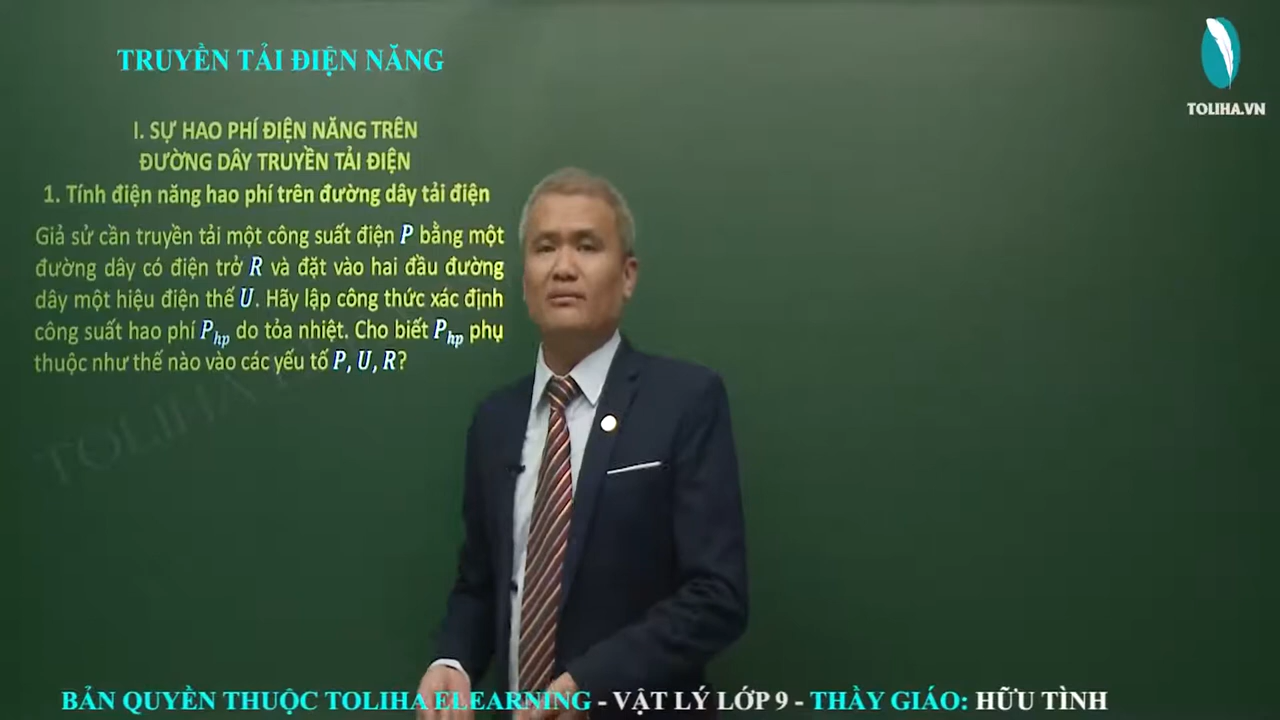 TRUYỀN TẢI ĐIỆN NĂNG
TOLIHA.VN
I. SỰ HAO PHÍ ĐIỆN NĂNG TRÊN
ĐƯỜNG DÂY TRUYỀN TẢI ĐIỆN
1. Tính điện năng hao phí trên đường dây tải điện
Giả sử cần truyền tải một công suất điện P bằng một
đường dây có điện trở R và đặt vào hai đầu đường
dây một hiệu điện thế U. Hãy lập công thức xác định
công suất hao phí P_hp do tỏa nhiệt. Cho biết P_hp phụ
thuộc như thế nào vào các yếu tố P, U, R?
TOLIHA
BẢN QUYỀN THUỘC TOLIHA ELEARNING - VẬT LÝ LỚP 9 - THẦY GIÁO: HỮU TÌNH